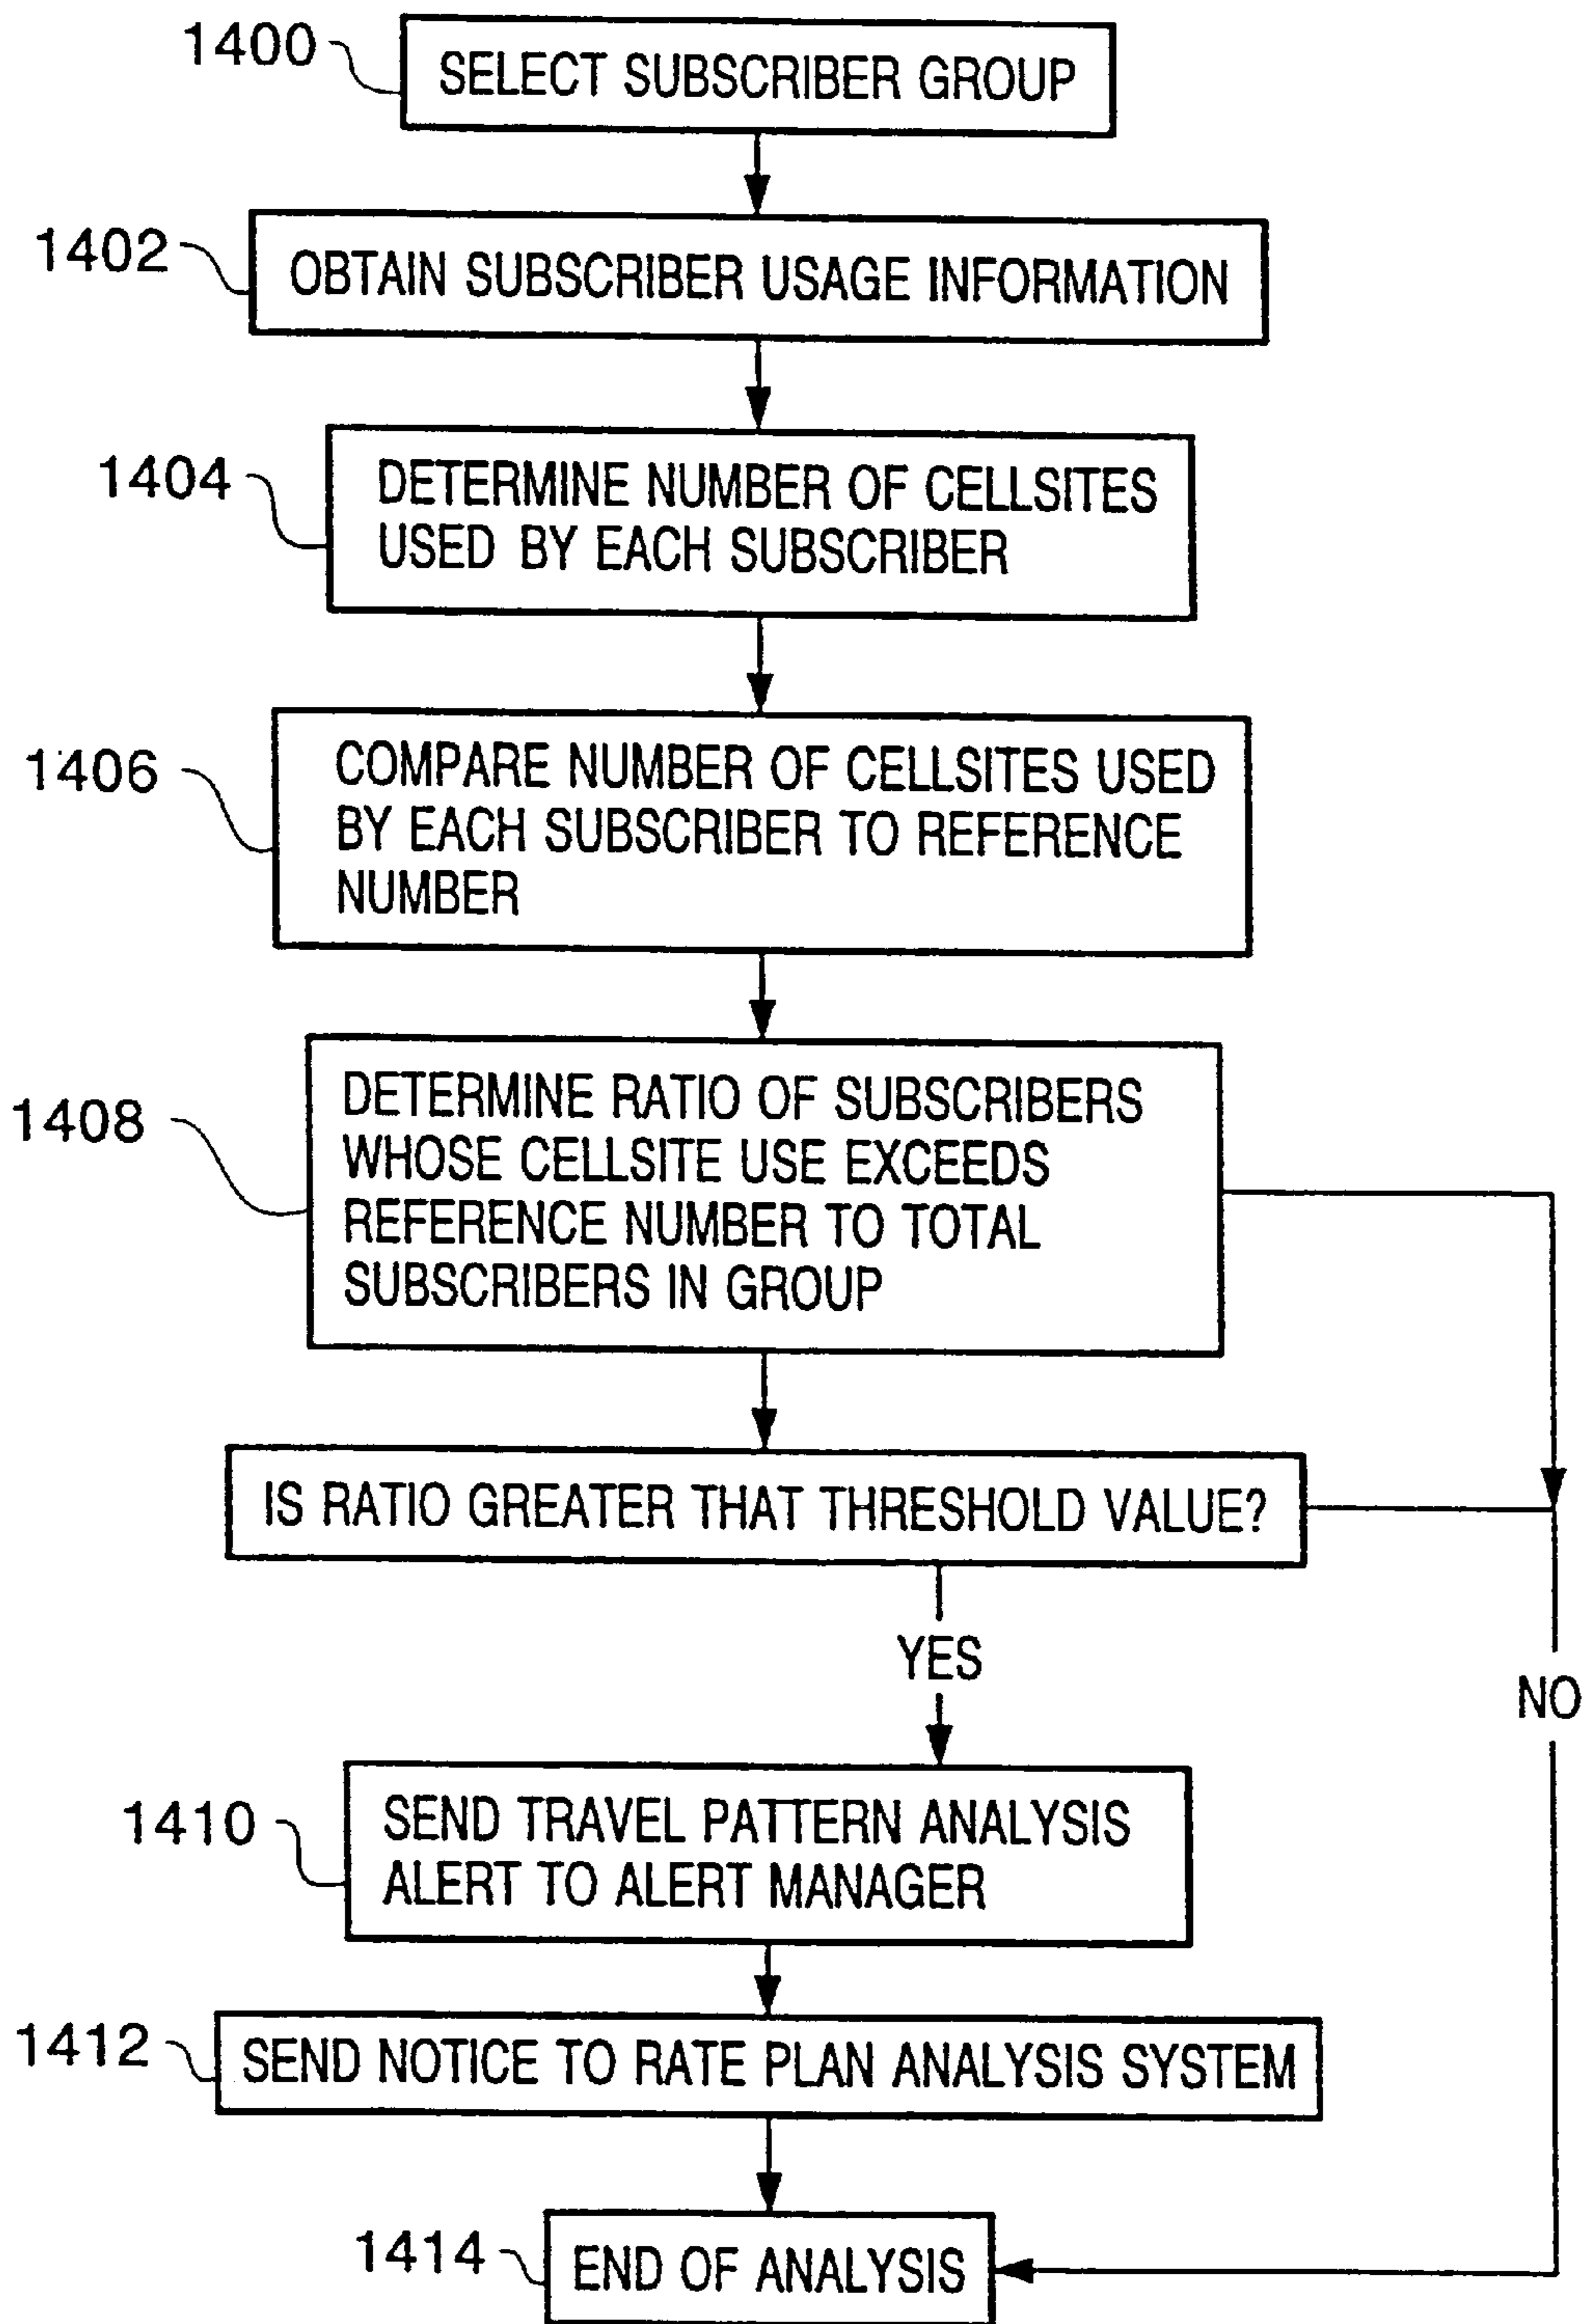 1400
SELECT SUBSCRIBER GROUP
1402
OBTAIN SUBSCRIBER USAGE INFORMATION
1404
DETERMINE NUMBER OF CELLSITES
USED BY EACH SUBSCRIBER
1406
COMPARE NUMBER OF CELLSITES USED
BY EACH SUBSCRIBER TO REFERENCE
NUMBER
1408
DETERMINE RATIO OF SUBSCRIBERS
WHOSE CELLSITE USE EXCEEDS
REFERENCE NUMBER TO TOTAL
SUBSCRIBERS IN GROUP
IS RATIO GREATER THAT THRESHOLD VALUE?
YES
NO
1410
SEND TRAVEL PATTERN ANALYSIS
ALERT TO ALERT MANAGER
1412
SEND NOTICE TO RATE PLAN ANALYSIS SYSTEM
1414
END OF ANALYSIS